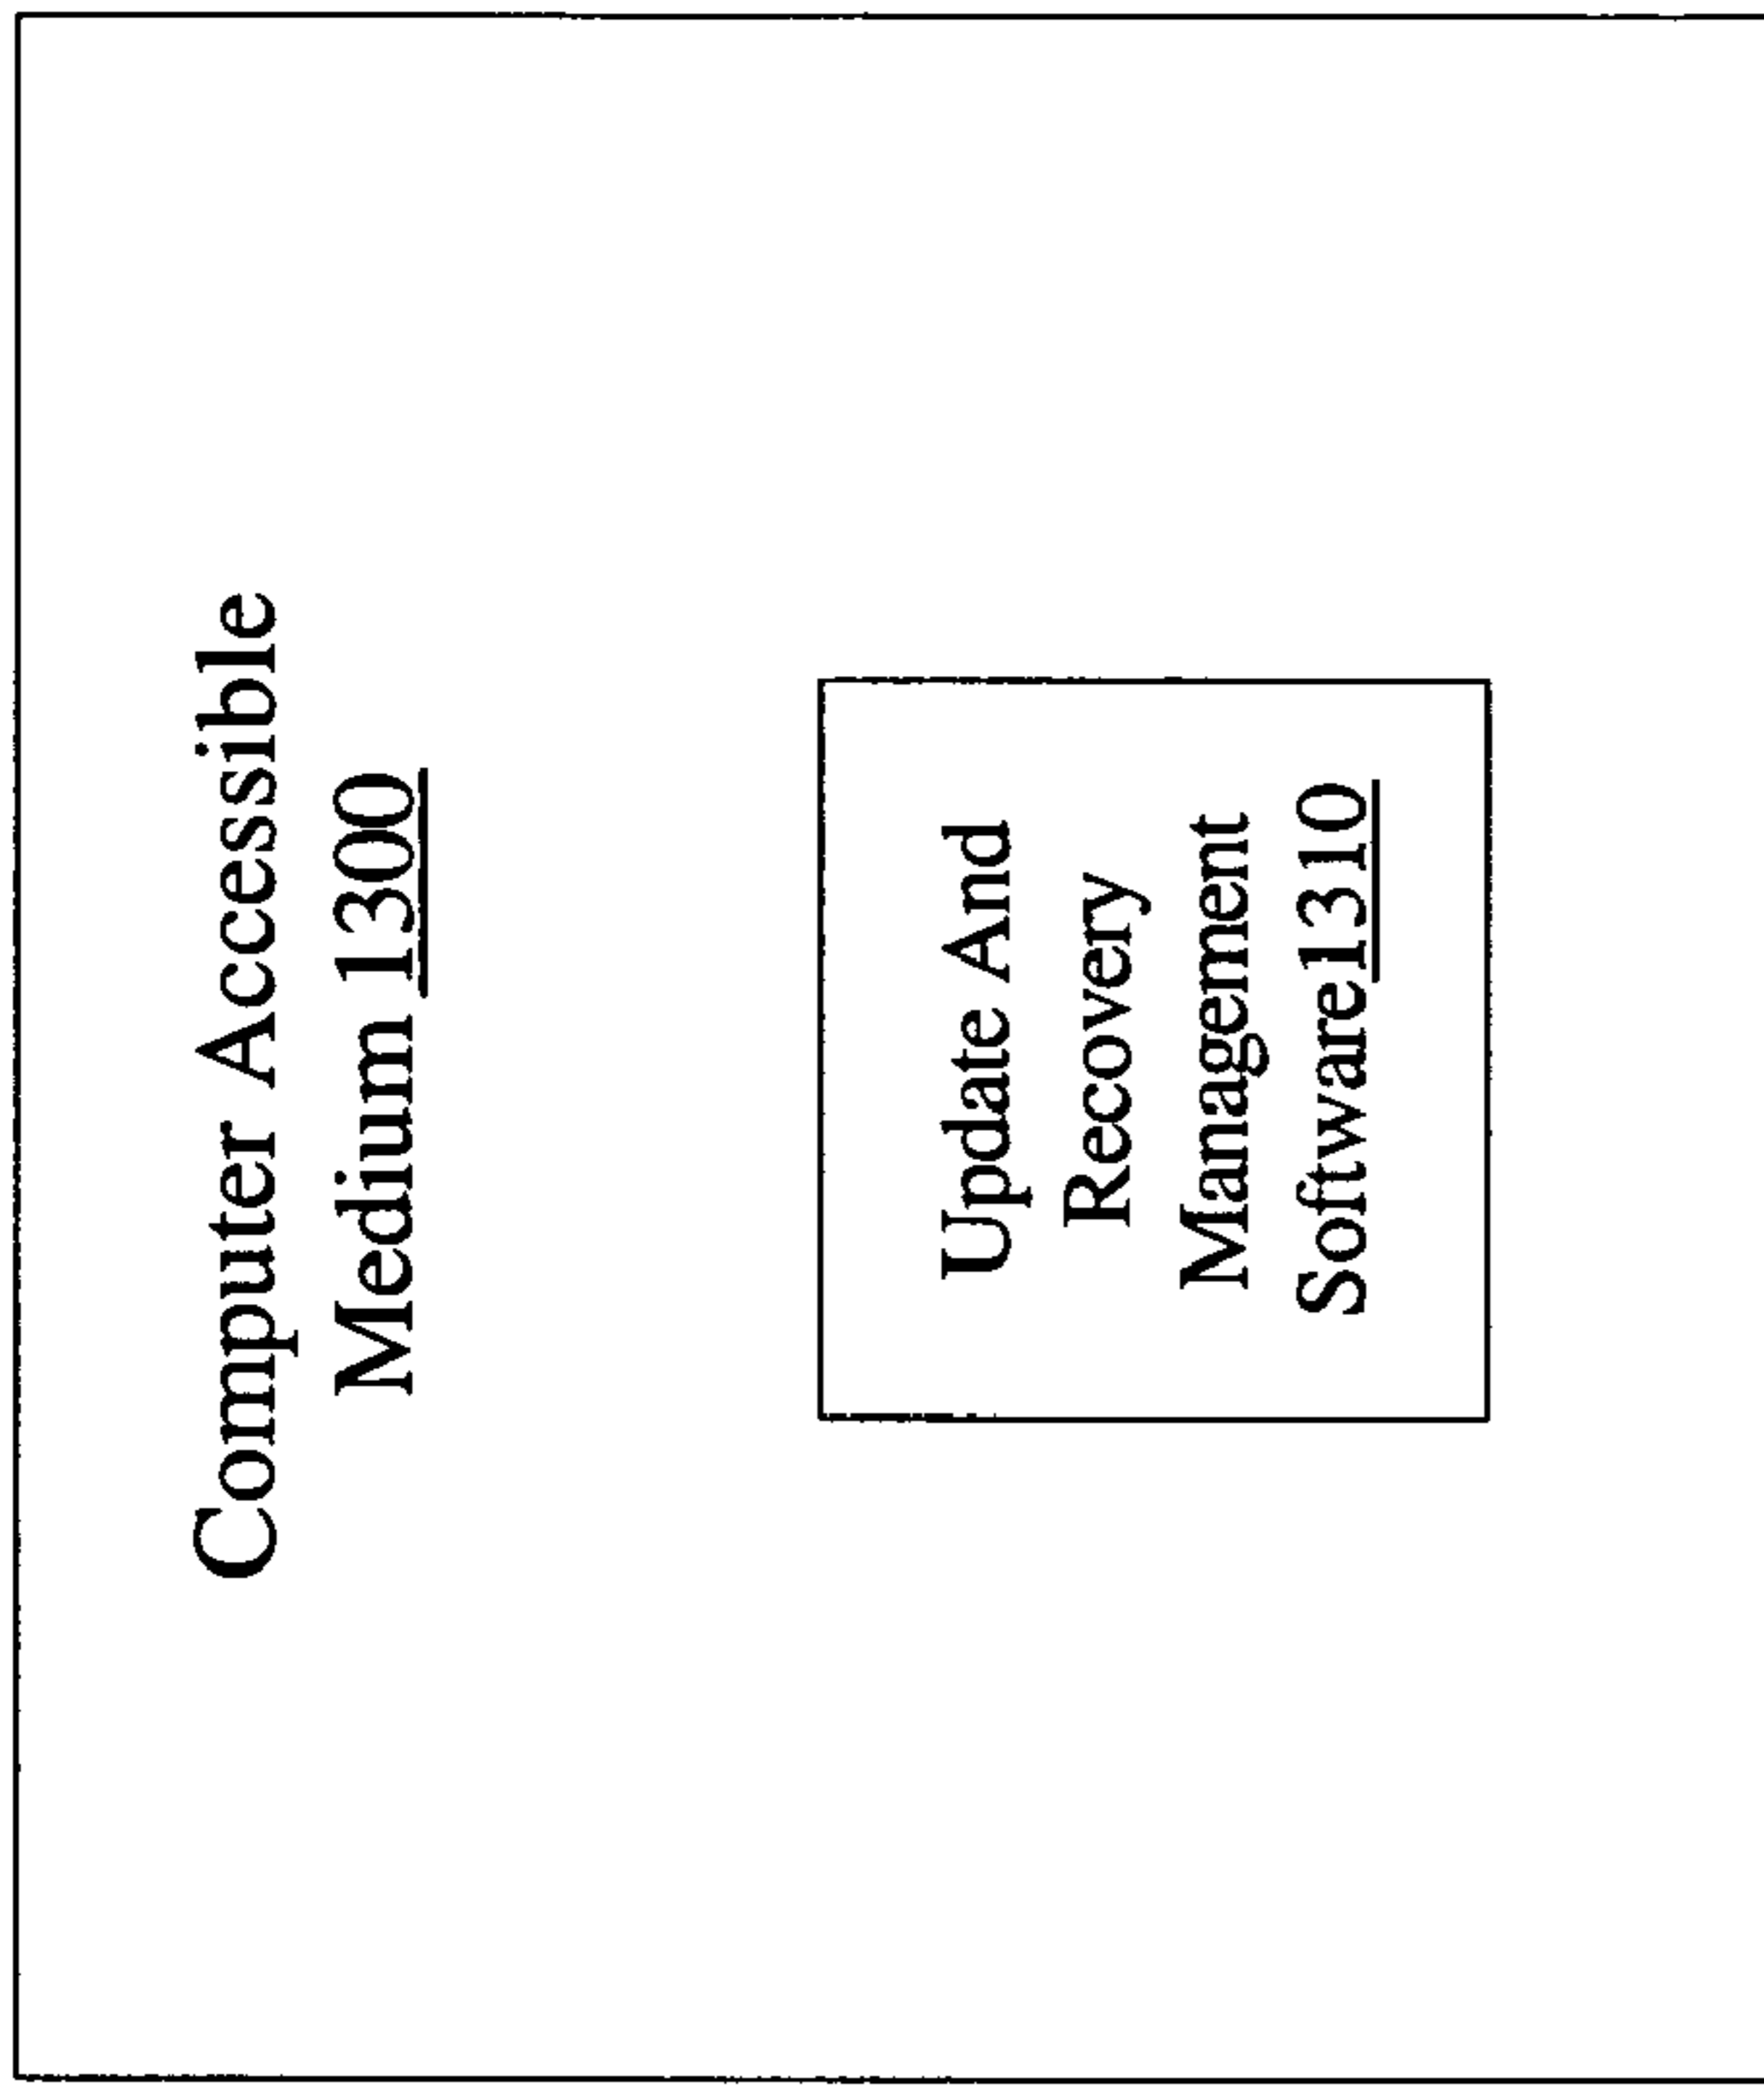 Computer Accessible
Medium 1300
Update And
Recovery
Management
Software1310